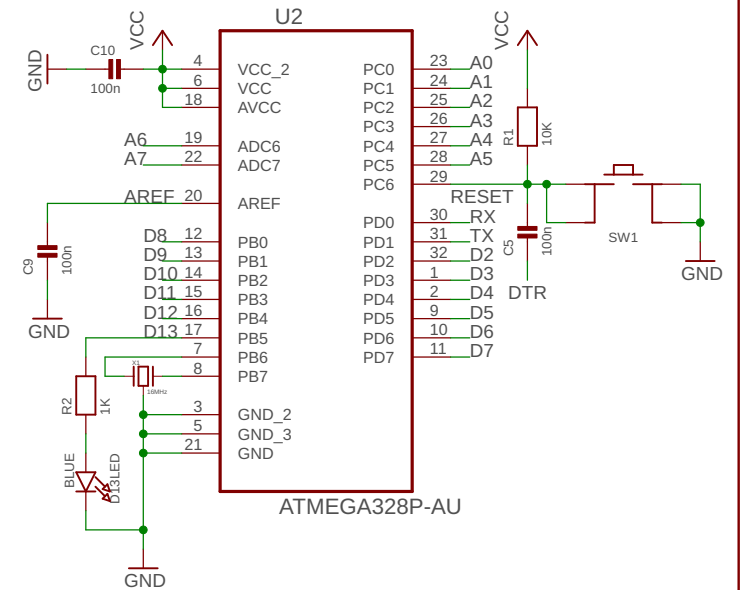 U2
VCC
C10
GND
100n
4 VCC_2
6 VCC
18 AVCC
A6 19 ADC6
A7 22 ADC7
AREF 20 AREF
D8 12 PB0
D9 13 PB1
D10 14 PB2
D11 15 PB3
D12 16 PB4
D13 17 PB5
7 PB6
8 PB7
3 GND_2
5 GND_3
21 GND
C9
100n
GND
X1
16MHz
R2
1K
BLUE
D13LED
GND
PC0 23 A0
PC1 24 A1
PC2 25 A2
PC3 26 A3
PC4 27 A4
PC5 28 A5
PC6 29
RESET
PD0 30 RX
PD1 31 TX
PD2 32 D2
PD3 1 D3
PD4 2 D4
PD5 9 D5
PD6 10 D6
PD7 11 D7
ATMEGA328P-AU
VCC
R1
10K
C5
100n
DTR
SW1
GND